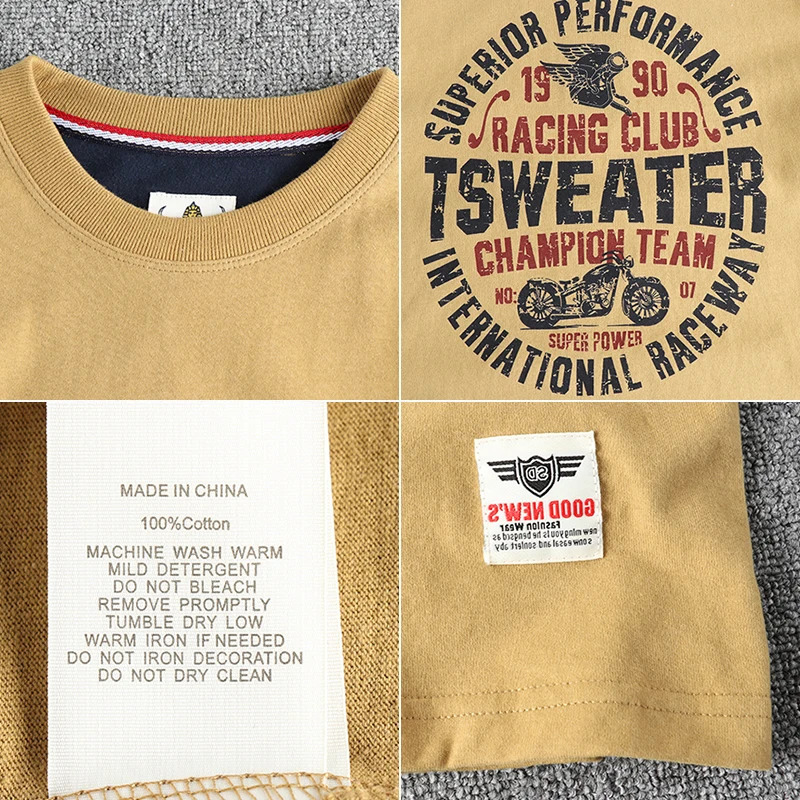 SUPERIOR PERFORMANCE
19 90
RACING CLUB
TSWEATER
CHAMPION TEAM
NO: 07
SUPER POWER
INTERNATIONAL RACEWAY
MADE IN CHINA
100%Cotton
MACHINE WASH WARM
MILD DETERGENT
DO NOT BLEACH
REMOVE PROMPTLY
TUMBLE DRY LOW
WARM IRON IF NEEDED
DO NOT IRON DECORATION
DO NOT DRY CLEAN
SD
GOOD NEW'S
Fasnion Wear